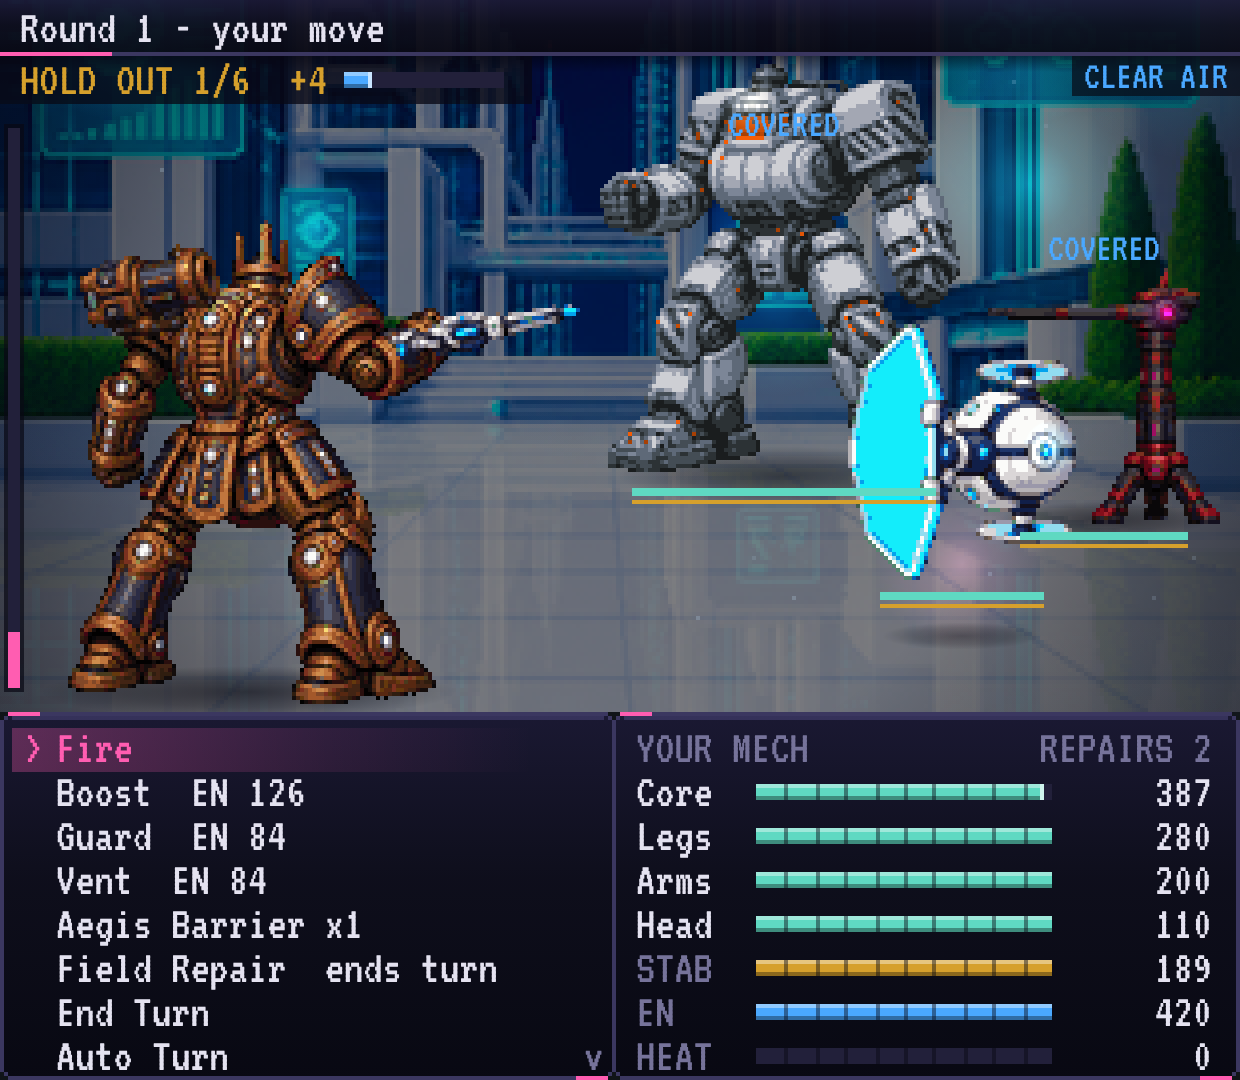 Round 1 - your move
HOLD OUT 1/6 +4
CLEAR AIR
COVERED
COVERED
> Fire
Boost EN 126
Guard EN 84
Vent EN 84
Aegis Barrier x1
Field Repair ends turn
End Turn
Auto Turn v
YOUR MECH REPAIRS 2
Core 387
Legs 280
Arms 200
Head 110
STAB 189
EN 420
HEAT 0